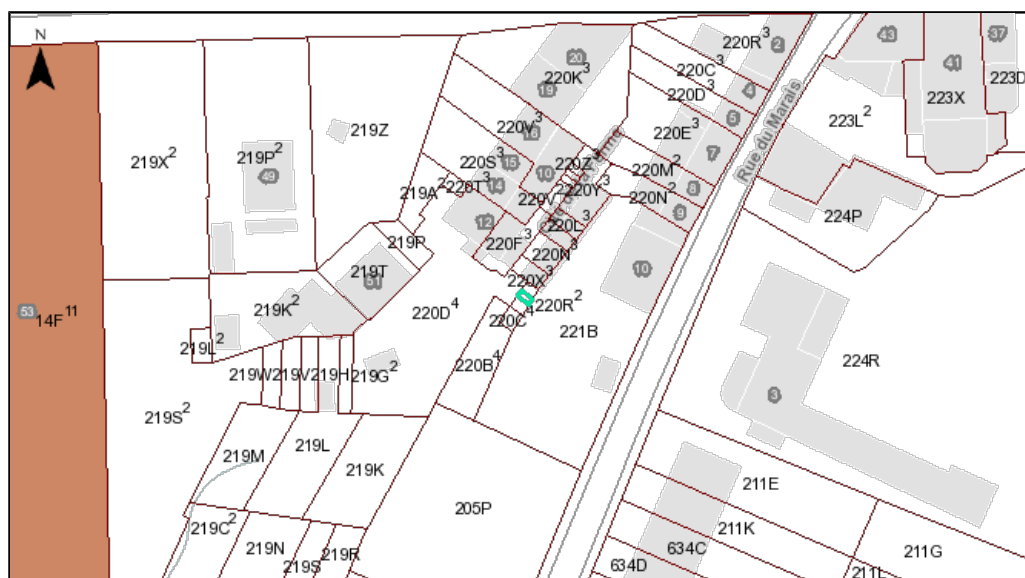 N
2
43
37
220R³
41
20
220K³
220C³
4
223D
19
220D³
5
223X
223L²
219Z
220V³
16
220E³
Rue du Marais
219X²
219P²
49
220S³
15
220Z³
7
220M²
219A²
220T³
14
10
220Y³
8
220N²
12
220L³
9
224P
219P
220F³
220N³
219T
51
220X³
10
53
14F¹¹
219K²
220D⁴
220R²
220C⁴
221B
219L²
224R
220B⁴
219W
219V
219H
219G²
3
219S²
219L
219M
219K
211E
205P
219C²
211K
219N
219R
634C
211G
219S
634D
211L